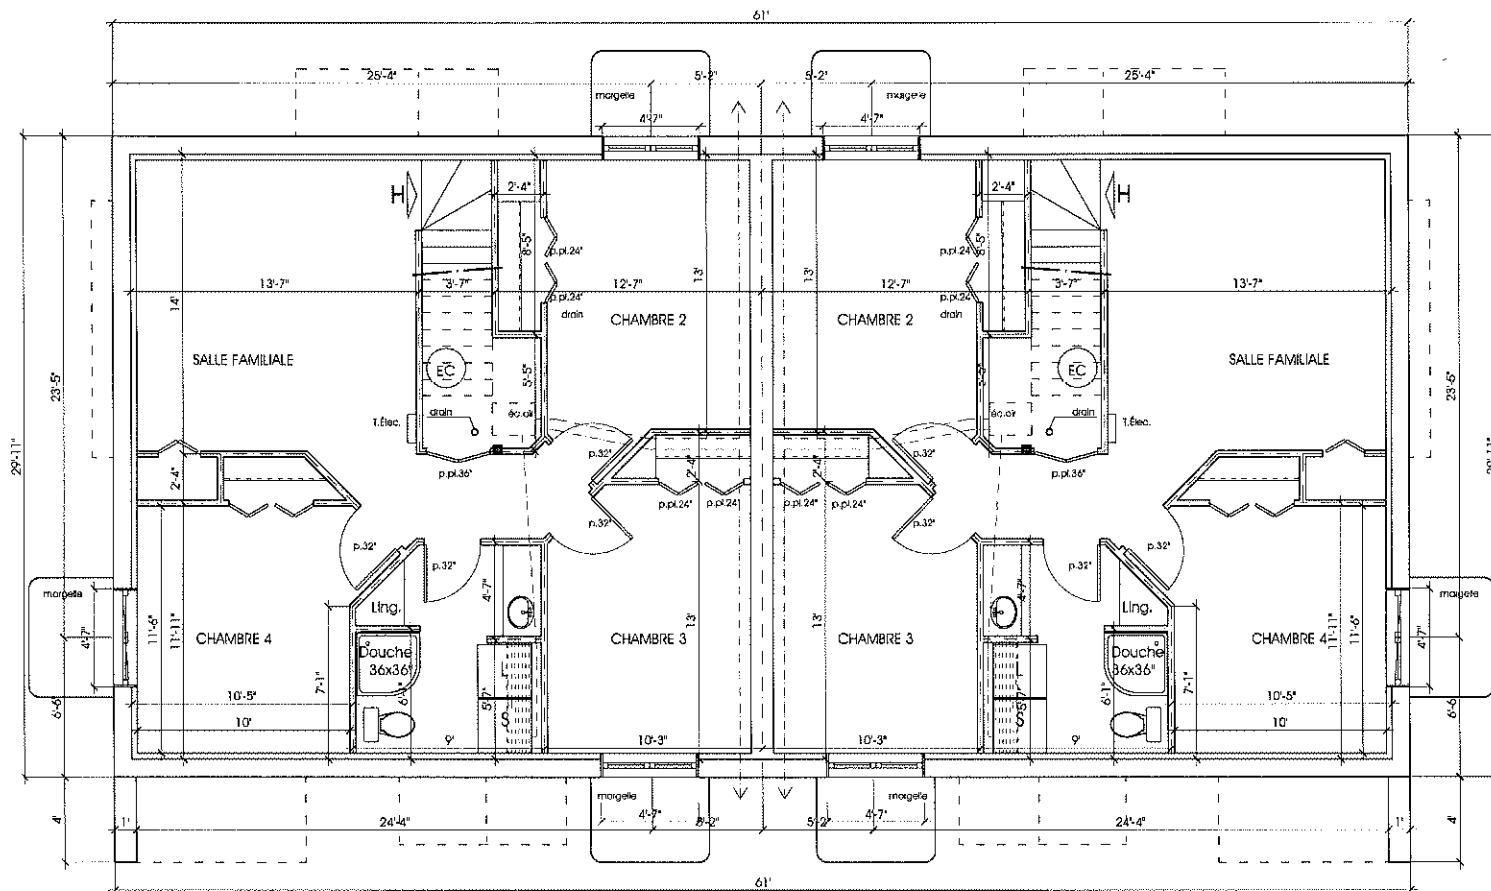 61'
25'-4" 5'-2" 5'-2" 25'-4"
margelle margelle
4'-7" 4'-7"
H 2'-4" 2'-4" H
8'-5"
p.pl.24" p.pl.24"
13' 13'
13'-7" 3'-7" 12'-7" 12'-7" 3'-7" 13'-7"
14'
p.pl.24" p.pl.24"
drain drain
CHAMBRE 2 CHAMBRE 2
SALLE FAMILIALE SALLE FAMILIALE
EC EC
5'-5"
23'-5" 23'-5"
29'-11"
T.Élec. drain éc.air éc.air drain T.Élec.
p.32" p.32"
2'-4" p.pl.36" 2'-4" 2'-4" p.pl.36"
p.pl.24" p.pl.24" p.pl.24" p.pl.24"
p.32" p.32"
p.32" p.32"
p.32" p.32"
margelle margelle
4'-7" 4'-7"
4'-7" 4'-7"
Ling. Ling.
11'-6" 11'-11" 11'-11" 11'-6"
CHAMBRE 4 CHAMBRE 3 CHAMBRE 3 CHAMBRE 4
13' 13'
Douche Douche
36x36" 36x36"
L L
7'-1" 6'-1" 7'-1"
10'-5" 5'-7" 5'-7" 10'-5"
6'-6" 6'-6"
S S
10' 9' 10'-3" 10'-3" 9' 10'
margelle margelle
4'-7" 4'-7"
4' 4'
1' 24'-4" 5'-2" 5'-2" 24'-4" 1'
61'